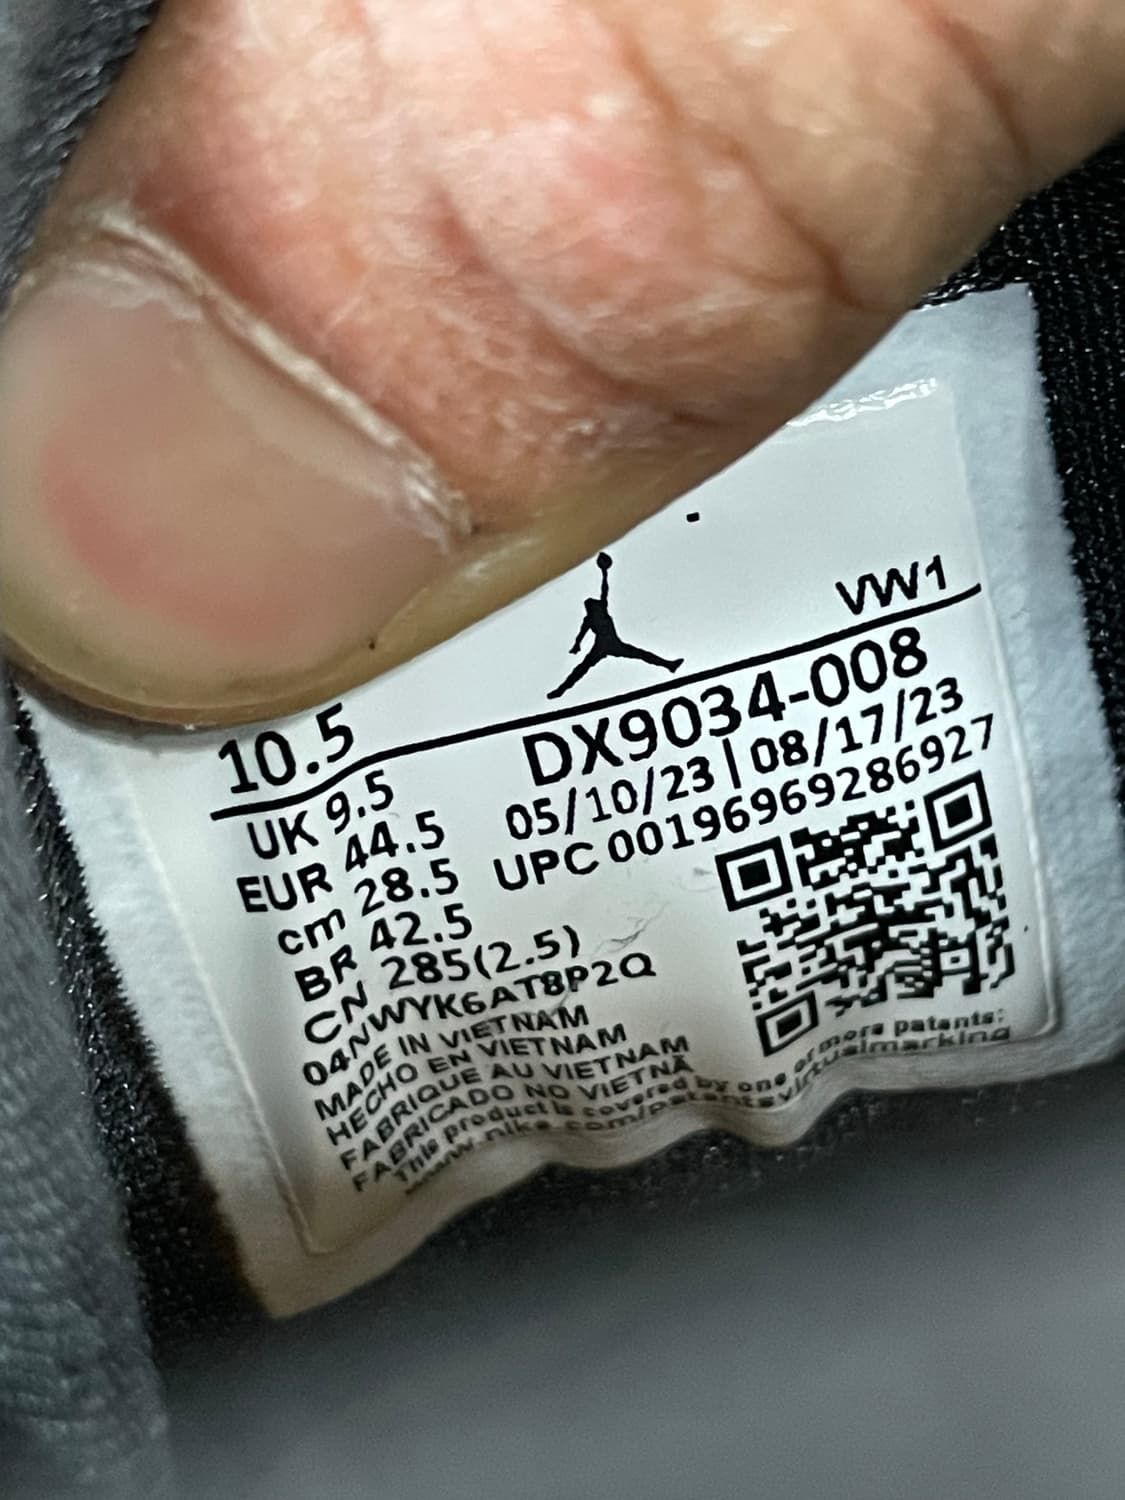 VW1
10.5
DX9034-008
UK 9.5
05/10/23 | 08/17/23
EUR 44.5
UPC 00196969286927
cm 28.5
BR 42.5
CN 285(2.5)
04NWYK6AT8P2Q
MADE IN VIETNAM
HECHO EN VIETNAM
FABRIQUE AU VIETNAM
FABRICADO NO VIETNÃ
This product is covered by one or more patents:
www.nike.com/patentsvirtualmarking